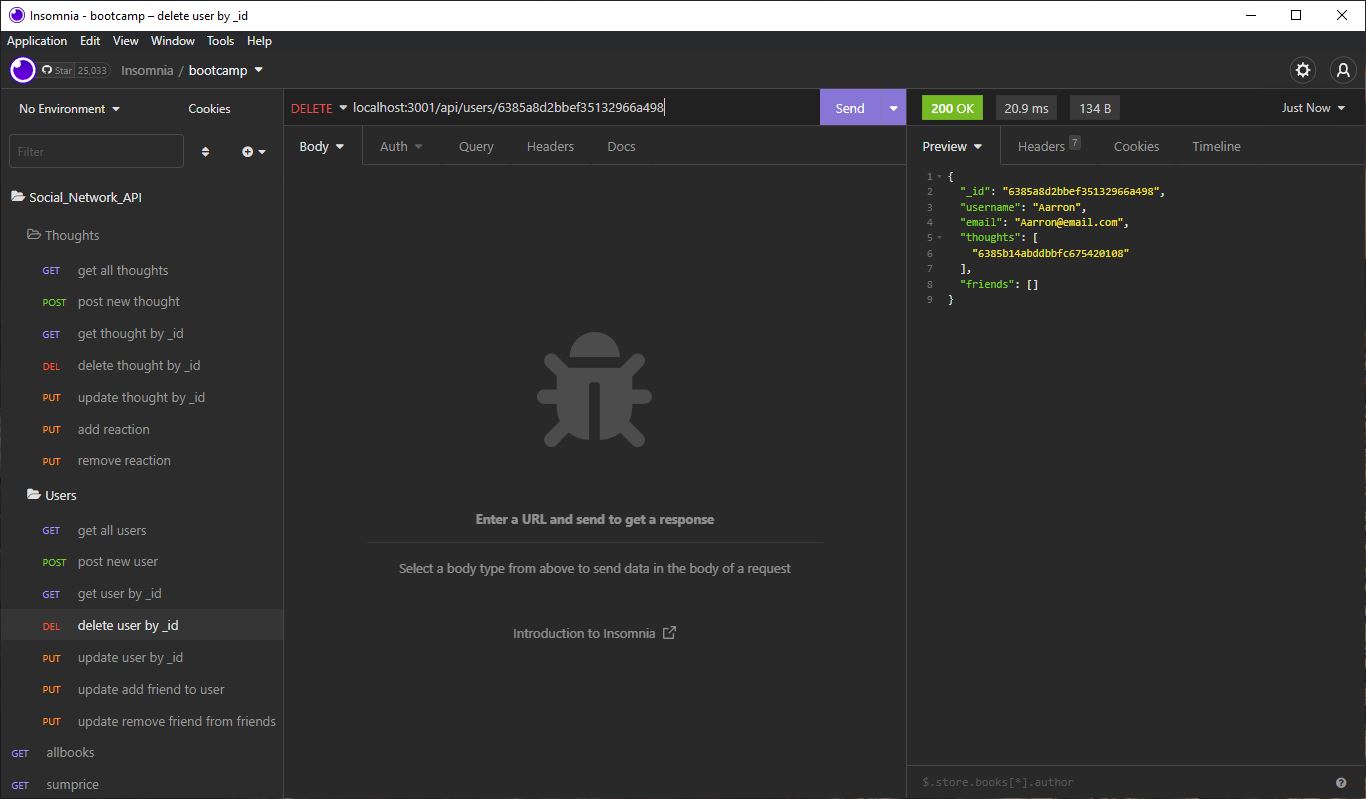 Insomnia - bootcamp – delete user by _id
Application Edit View Window Tools Help
Star 25,033 Insomnia / bootcamp
No Environment Cookies
Filter
Social_Network_API
Thoughts
GET get all thoughts
POST post new thought
GET get thought by _id
DEL delete thought by _id
PUT update thought by _id
PUT add reaction
PUT remove reaction
Users
GET get all users
POST post new user
GET get user by _id
DEL delete user by _id
PUT update user by _id
PUT update add friend to user
PUT update remove friend from friends
GET allbooks
GET sumprice
DELETE localhost:3001/api/users/6385a8d2bbef35132966a498 Send
Body Auth Query Headers Docs
Enter a URL and send to get a response
Select a body type from above to send data in the body of a request
Introduction to Insomnia
200 OK 20.9 ms 134 B Just Now
Preview Headers 7 Cookies Timeline
1 {
2 "_id": "6385a8d2bbef35132966a498",
3 "username": "Aarron",
4 "email": "Aarron@email.com",
5 "thoughts": [
6 "6385b14abddbbfc675420108"
7 ],
8 "friends": []
9 }
$.store.books[*].author